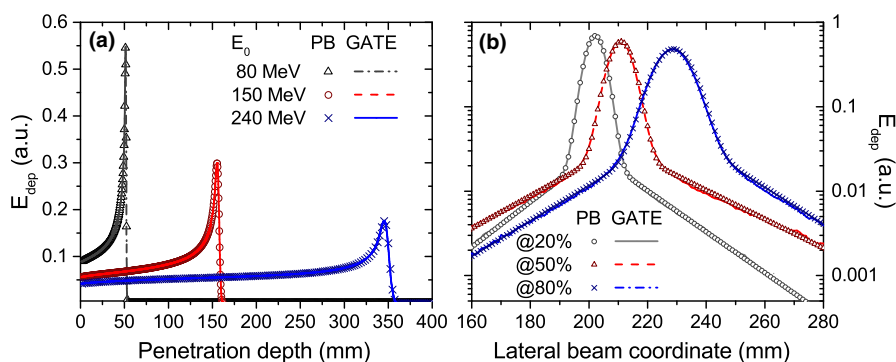 (a)
E0 PB GATE
80 MeV
150 MeV
240 MeV
0.6
0.5
0.4
0.3
0.2
0.1
Edep (a.u.)
0 50 100 150 200 250 300 350 400
Penetration depth (mm)
(b)
PB GATE
@20%
@50%
@80%
1
0.1
0.01
0.001
Edep (a.u.)
160 180 200 220 240 260 280
Lateral beam coordinate (mm)